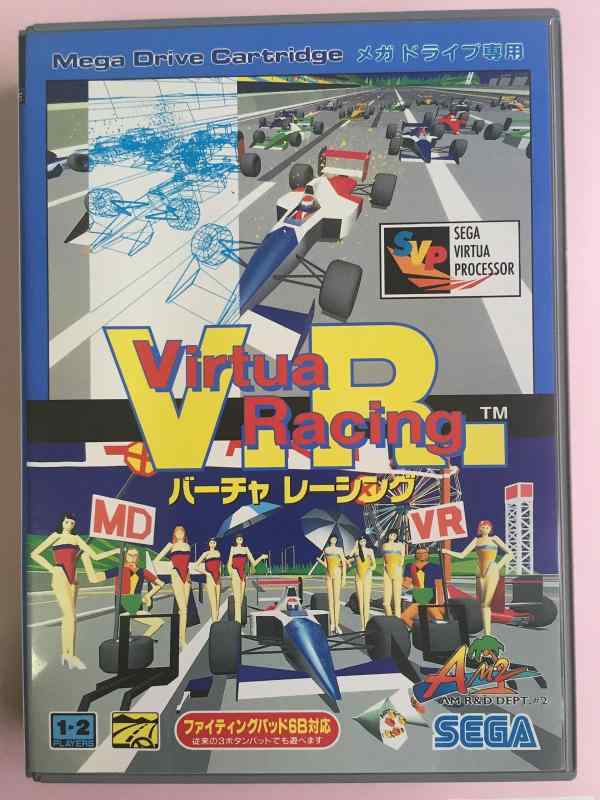 Mega Drive Cartridge メガドライブ専用
SVP
SEGA
VIRTUA
PROCESSOR
V.R.
Virtua
Racing
TM
バーチャ レーシング
MD
VR
AM2
AM R&D DEPT.#2
1-2
PLAYERS
ファイティングパッド6B対応
従来の3ボタンパットでも遊べます
SEGA